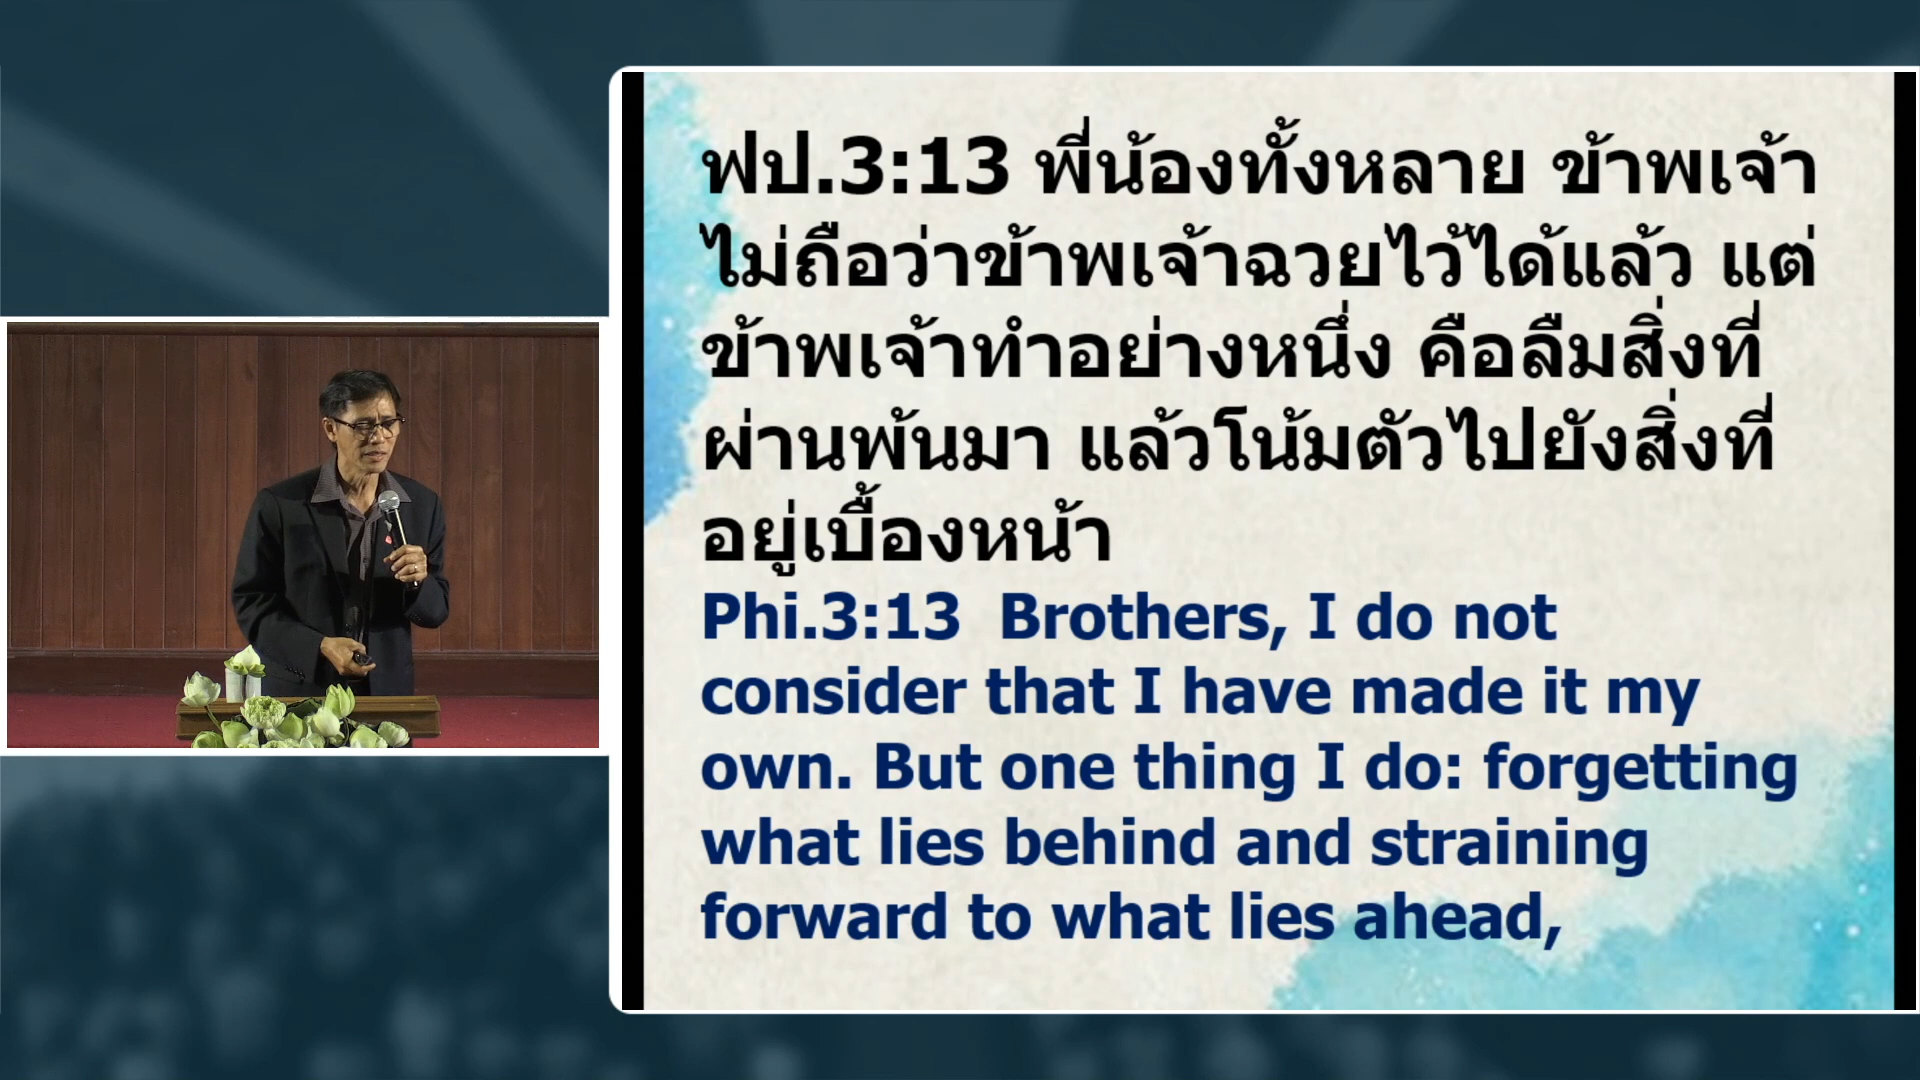 ฟป.3:13 พี่น้องทั้งหลาย ข้าพเจ้า
ไม่ถือว่าข้าพเจ้าฉวยไว้ได้แล้ว แต่
ข้าพเจ้าทำอย่างหนึ่ง คือลืมสิ่งที่
ผ่านพ้นมา แล้วโน้มตัวไปยังสิ่งที่
อยู่เบื้องหน้า
Phi.3:13 Brothers, I do not
consider that I have made it my
own. But one thing I do: forgetting
what lies behind and straining
forward to what lies ahead,